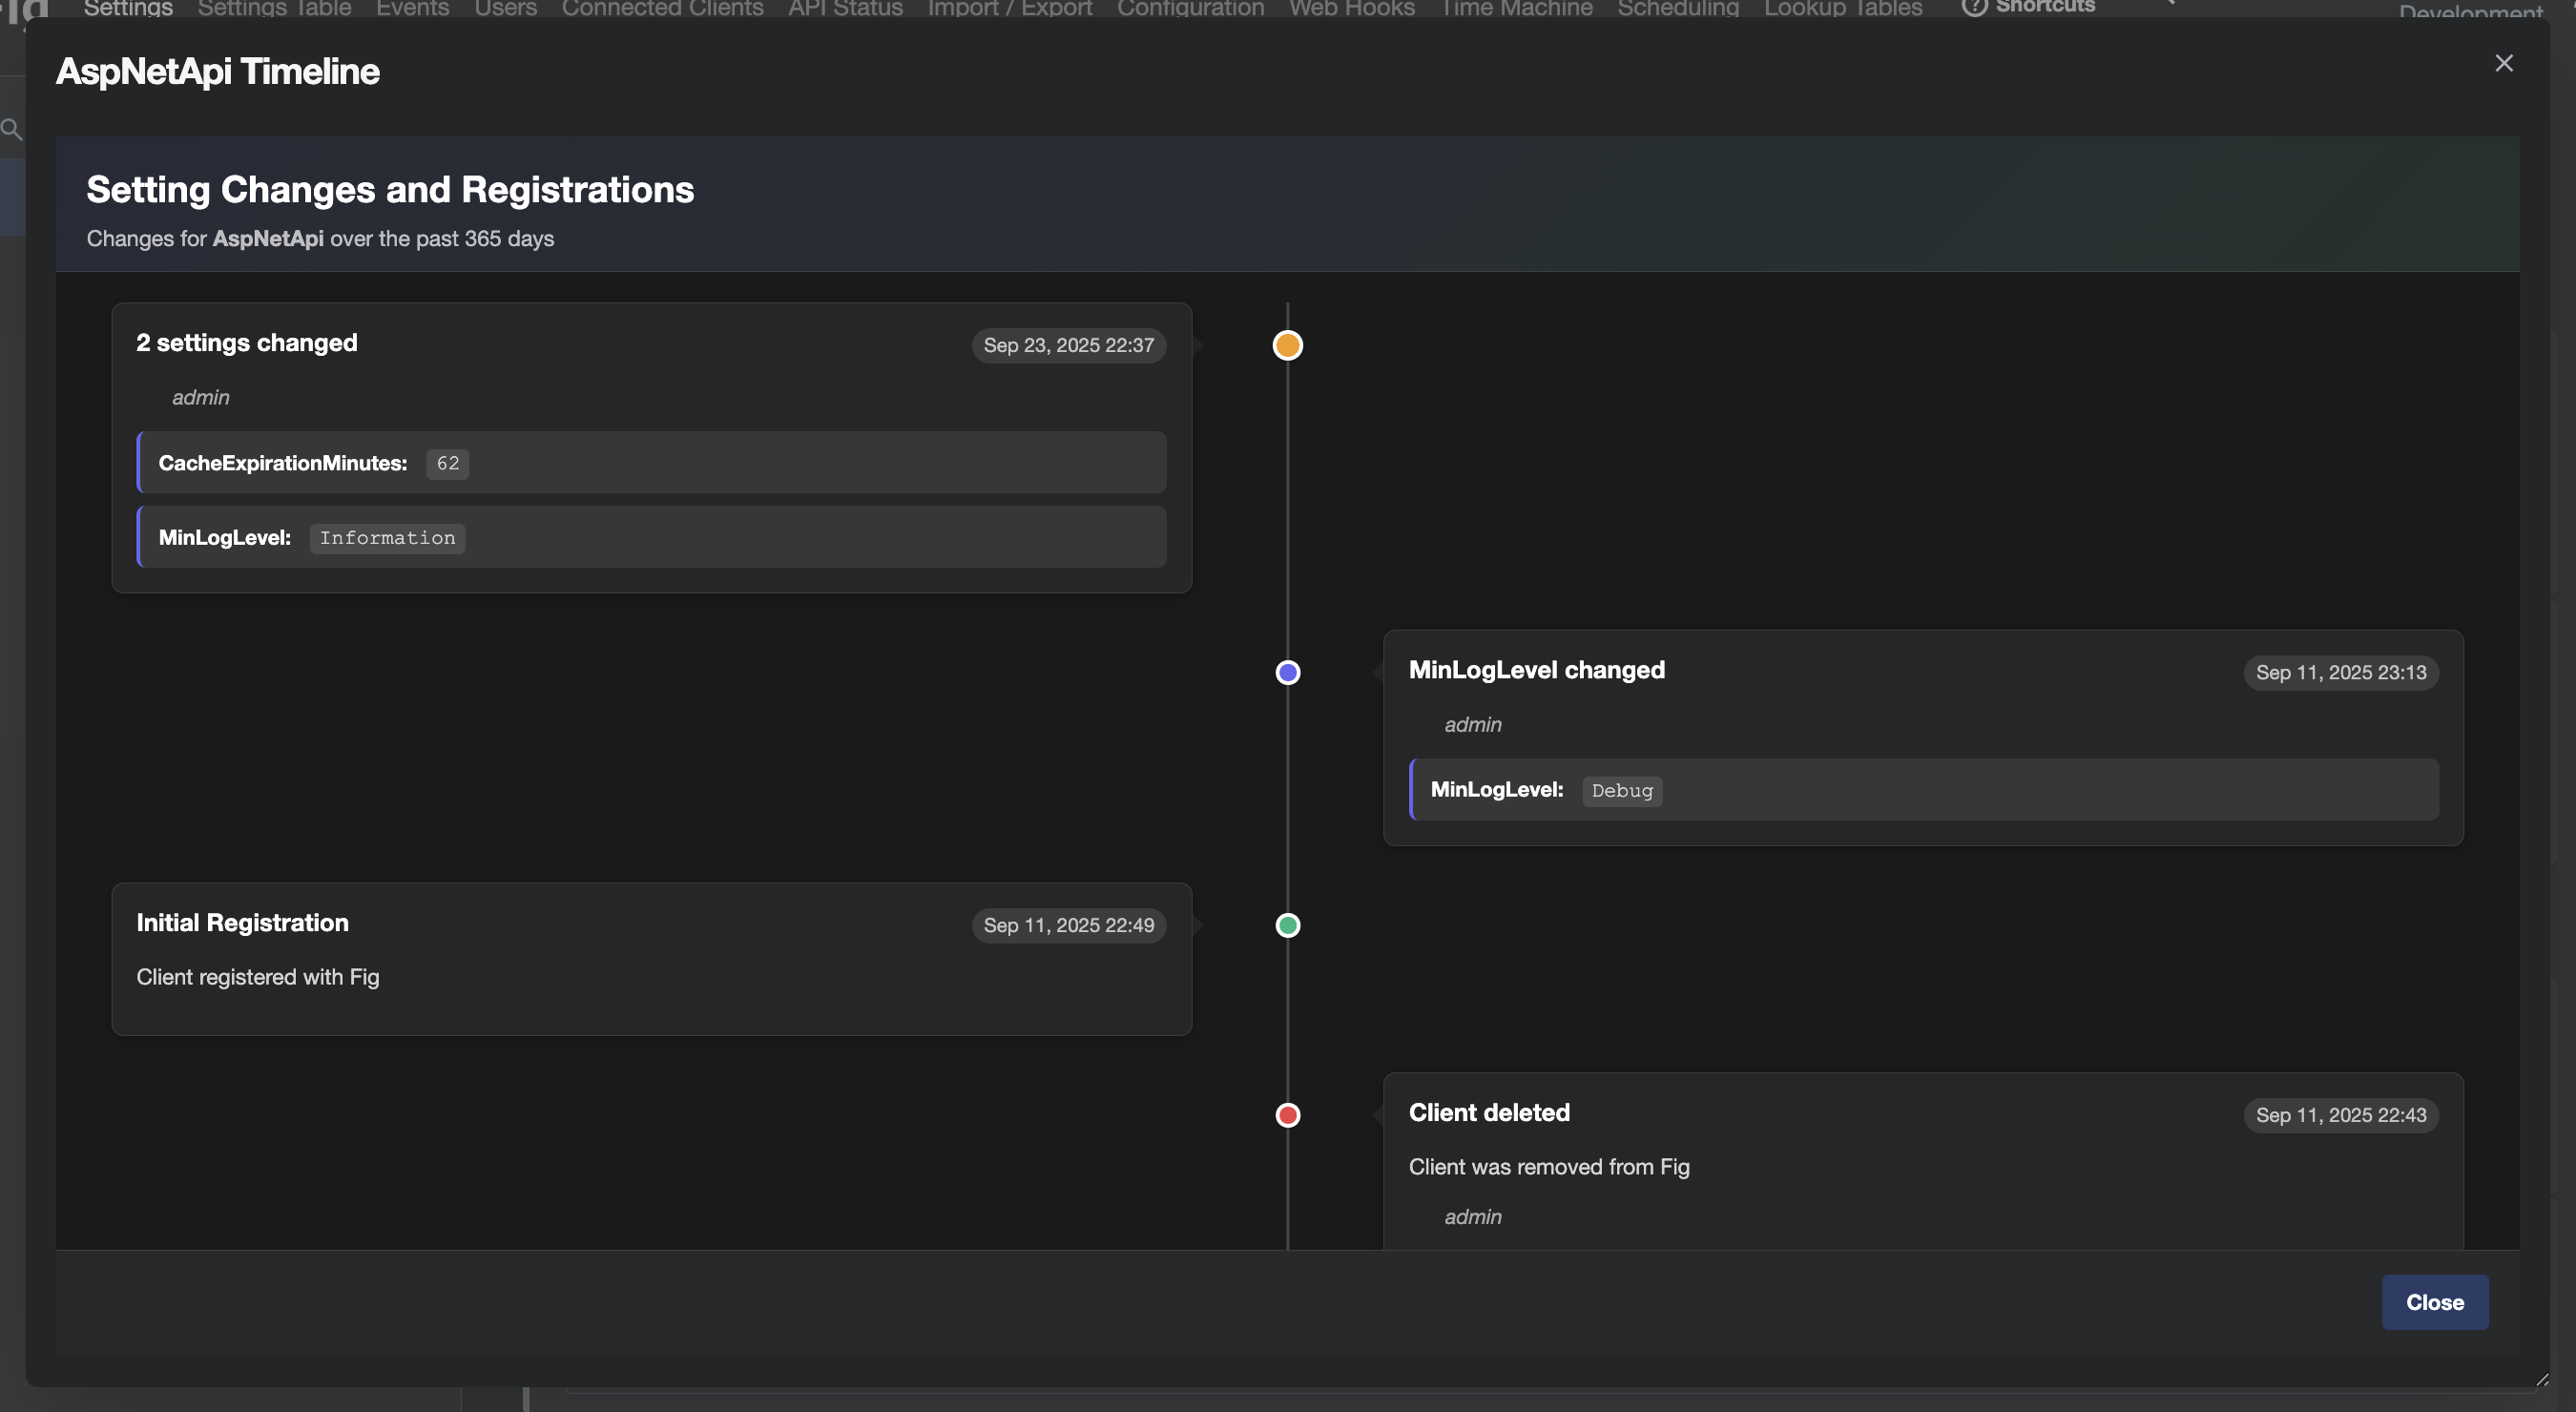 Settings Settings Table Events Users Connected Clients API Status Import / Export Configuration Web Hooks Time Machine Scheduling Lookup Tables ? Shortcuts Development
AspNetApi Timeline
Setting Changes and Registrations
Changes for AspNetApi over the past 365 days
2 settings changed
Sep 23, 2025 22:37
admin
CacheExpirationMinutes: 62
MinLogLevel: Information
MinLogLevel changed
Sep 11, 2025 23:13
admin
MinLogLevel: Debug
Initial Registration
Sep 11, 2025 22:49
Client registered with Fig
Client deleted
Sep 11, 2025 22:43
Client was removed from Fig
admin
Close